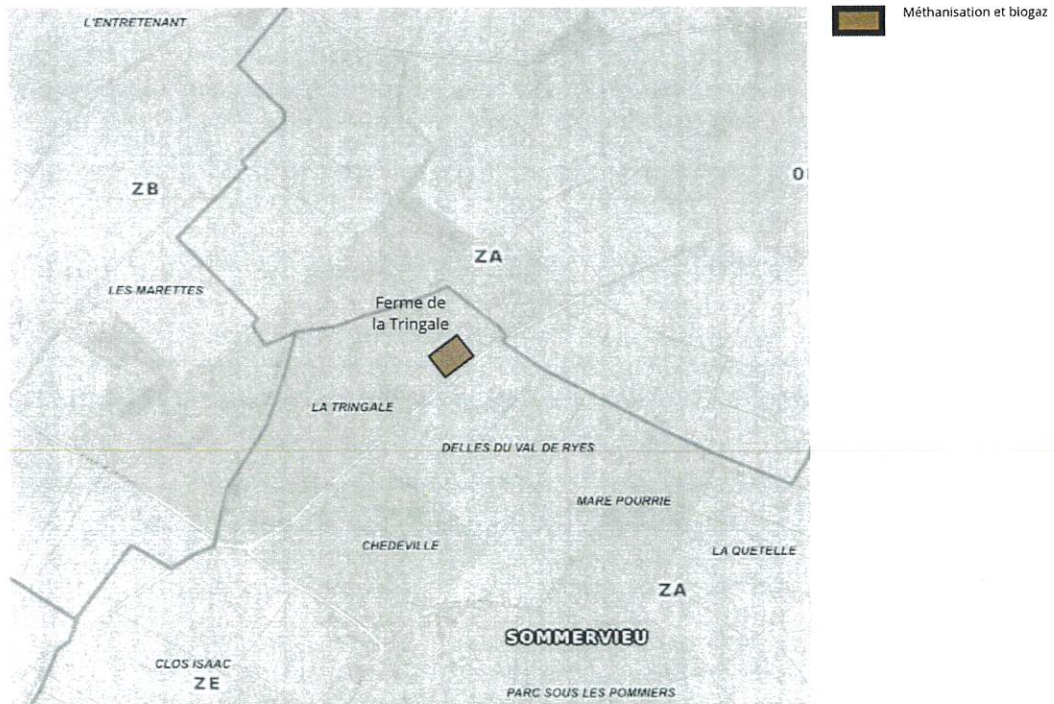 L'ENTRETENANT
Méthanisation et biogaz
ZB
ZA
LES MARETTES
Ferme de
la Tringale
LA TRINGALE
DELLES DU VAL DE RYES
MARE POURRIE
CHEDEVILLE
LA QUETELLE
ZA
SOMMERVIEU
CLOS ISAAC
ZE
PARC SOUS LES POMMIERS